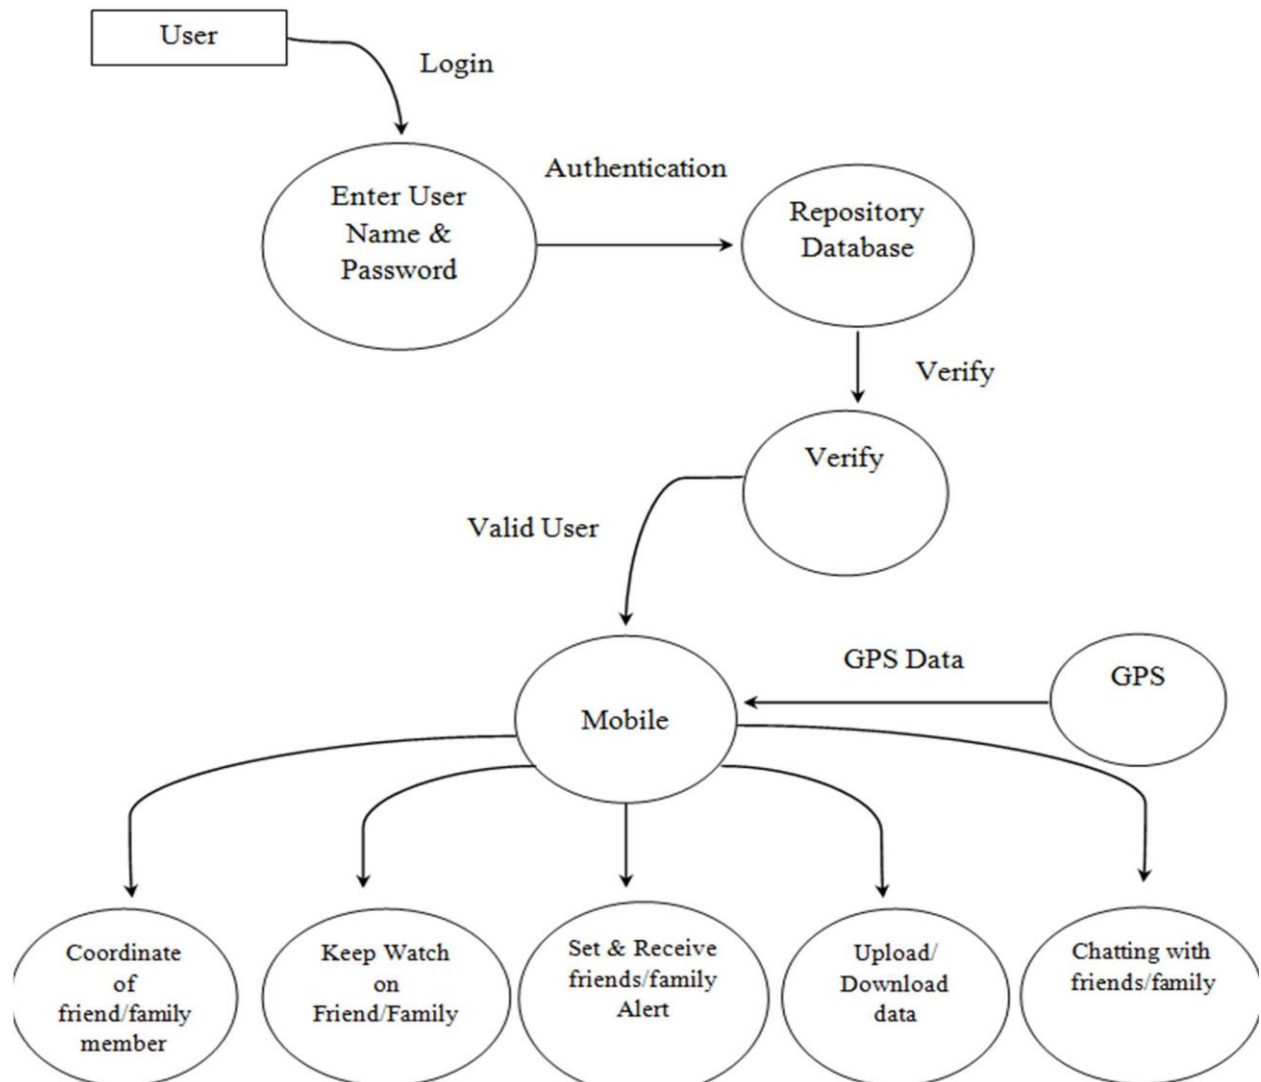 User
Login
Enter User
Name &
Password
Authentication
Repository
Database
Verify
Verify
Valid User
GPS Data
GPS
Mobile
Coordinate
of
friend/family
member
Keep Watch
on
Friend/Family
Set & Receive
friends/family
Alert
Upload/
Download
data
Chatting with
friends/family